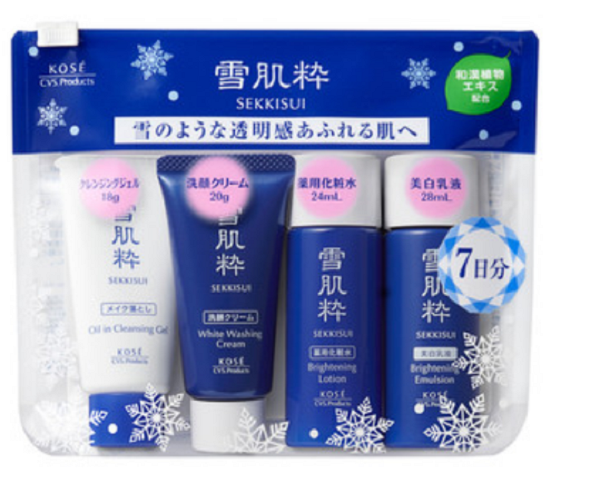 KOSÉ
CVS Products
雪肌粋
SEKKISUI
和漢植物
エキス
配合
雪のような透明感あふれる肌へ
クレンジングジェル
18g
洗顔クリーム
20g
薬用化粧水
24mL
美白乳液
28mL
7日分
雪肌粋
SEKKISUI
メイク落とし
Oil in Cleansing Gel
KOSÉ
CVS Products
雪肌粋
SEKKISUI
洗顔クリーム
White Washing
Cream
KOSÉ
CVS Products
雪肌粋
SEKKISUI
薬用化粧水
Brightening
Lotion
KOSÉ
CVS Products
雪肌粋
SEKKISUI
美白乳液
Brightening
Emulsion
KOSÉ
CVS Products